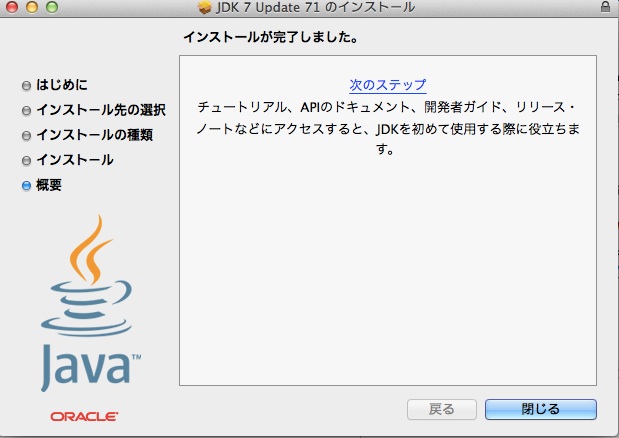 JDK 7 Update 71 のインストール
インストールが完了しました。
はじめに
インストール先の選択
インストールの種類
インストール
概要
次のステップ
チュートリアル、APIのドキュメント、開発者ガイド、リリース・
ノートなどにアクセスすると、JDKを初めて使用する際に役立ちま
す。
Java™
ORACLE®
戻る
閉じる